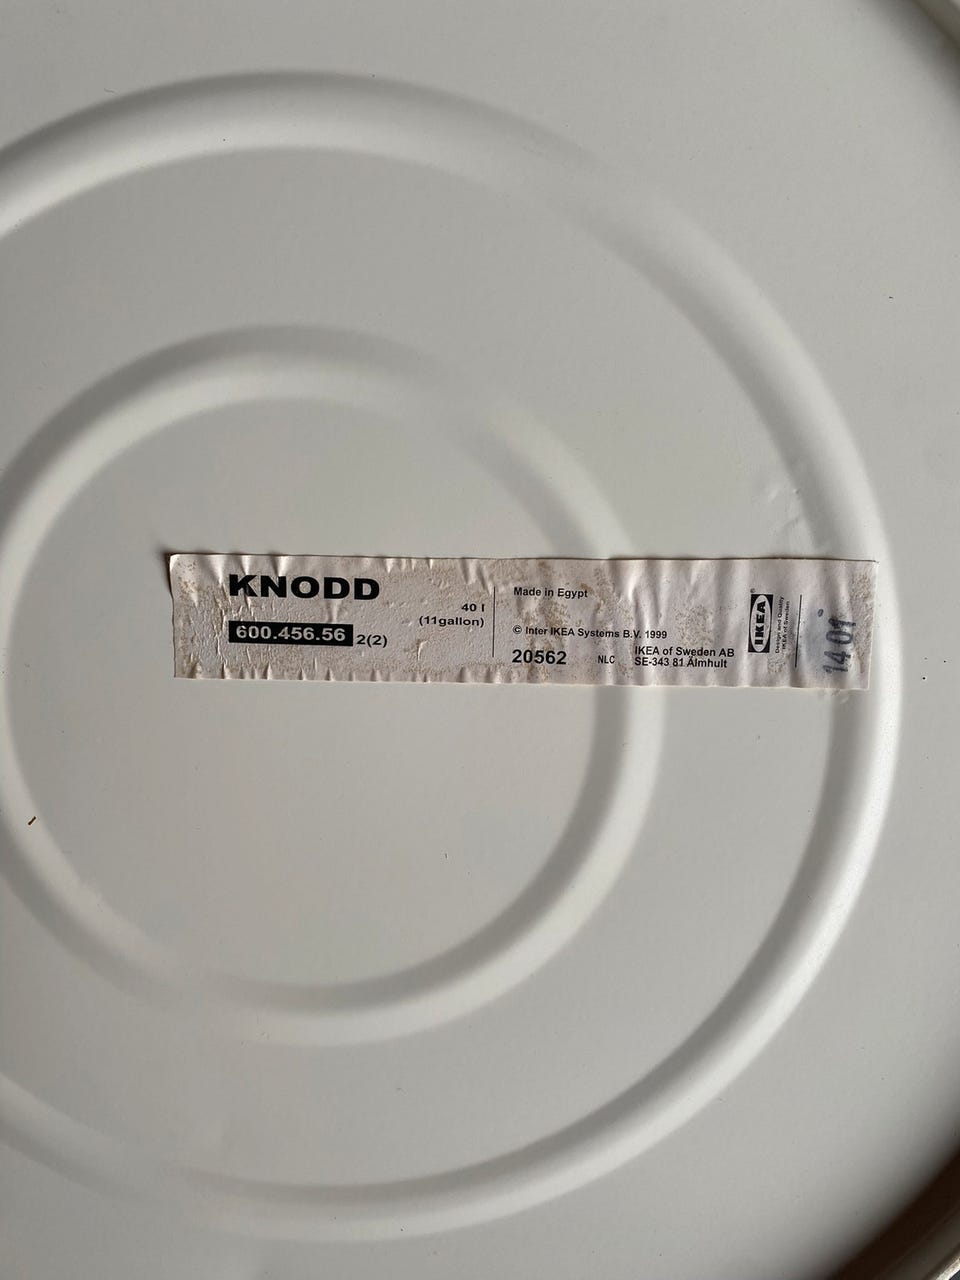 KNODD
40 l
(11gallon)
600.456.56 2(2)
Made in Egypt
© Inter IKEA Systems B.V. 1999
20562 NLC
IKEA of Sweden AB
SE-343 81 Älmhult
IKEA®
Design and Quality
IKEA of Sweden
1401